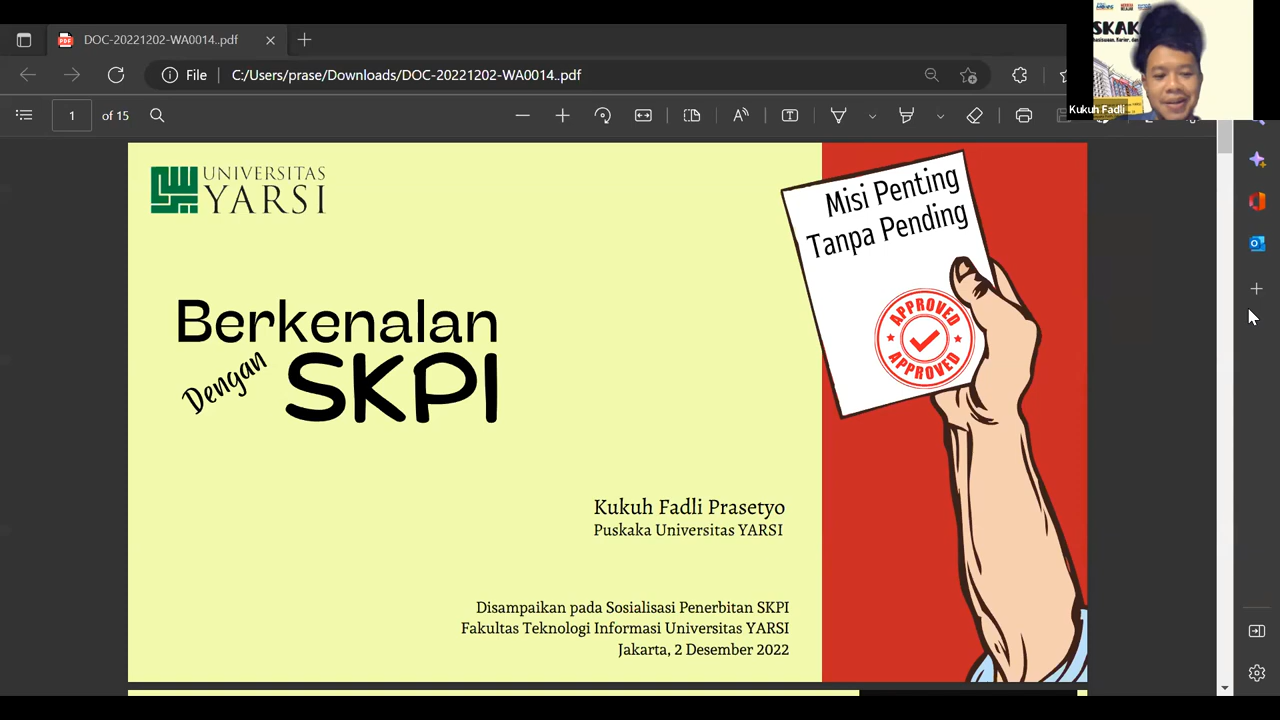 DOC-20221202-WA0014..pdf
File
C:/Users/prase/Downloads/DOC-20221202-WA0014..pdf
1
of 15
Kukuh Fadli
UNIVERSITAS
YARSI
Misi Penting
Tanpa Pending
APPROVED
APPROVED
Berkenalan
Dengan
SKPI
Kukuh Fadli Prasetyo
Puskaka Universitas YARSI
Disampaikan pada Sosialisasi Penerbitan SKPI
Fakultas Teknologi Informasi Universitas YARSI
Jakarta, 2 Desember 2022